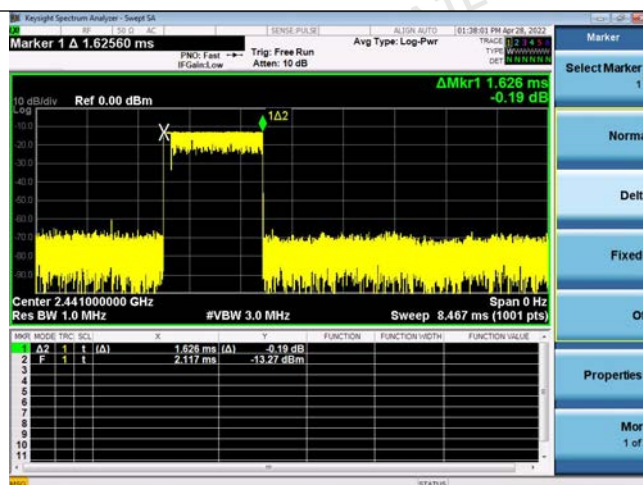 Keysight Spectrum Analyzer - Swept SA
RF 50 Ω AC SENSE:PULSE ALIGN AUTO 01:38:01 PM Apr 28, 2022
Marker 1 Δ 1.62560 ms
PNO: Fast Trig: Free Run Avg Type: Log-Pwr TRACE 1 2 3 4 5 6
IFGain:Low Atten: 10 dB TYPE WWWWWW
DET N N N N N N
ΔMkr1 1.626 ms
-0.19 dB
10 dB/div Ref 0.00 dBm
Log
-10.0
-20.0
-30.0
-40.0
-50.0
-60.0
-70.0
-80.0
-90.0
1Δ2
Center 2.441000000 GHz Span 0 Hz
Res BW 1.0 MHz #VBW 3.0 MHz Sweep 8.467 ms (1001 pts)
MKR MODE TRC SCL X Y FUNCTION FUNCTION WIDTH FUNCTION VALUE
1 Δ2 1 t (Δ) 1.626 ms (Δ) -0.19 dB
2 F 1 t 2.117 ms -13.27 dBm
3
4
5
6
7
8
9
10
11
MSG STATUS
Marker
Select Marker
1
Norma
Delt
Fixed
Of
Properties
Mor
1 of